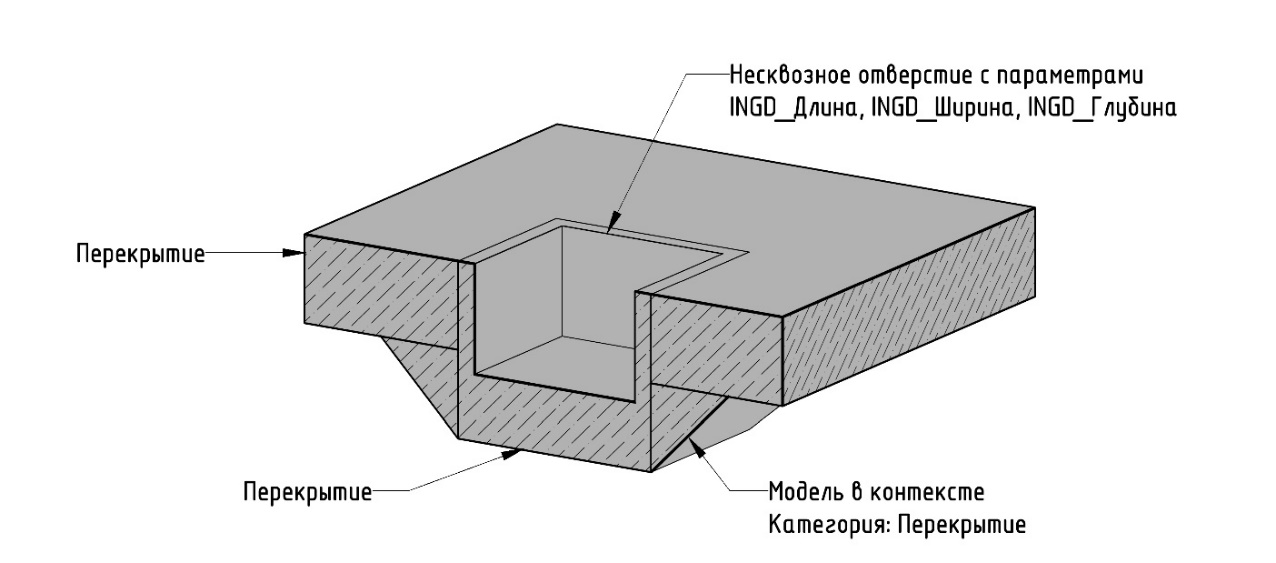 Несквозное отверстие с параметрами
INGD_Длина, INGD_Ширина, INGD_Глубина
Перекрытие
Перекрытие
Модель в контексте
Категория: Перекрытие